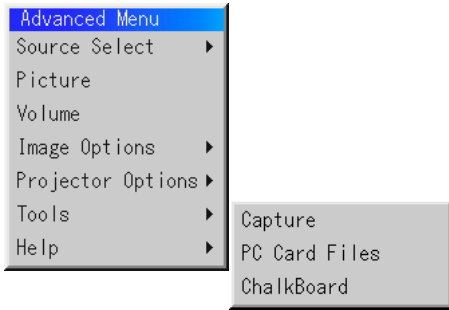 Advanced Menu
Source Select
Picture
Volume
Image Options
Projector Options
Tools
Help
Capture
PC Card Files
ChalkBoard